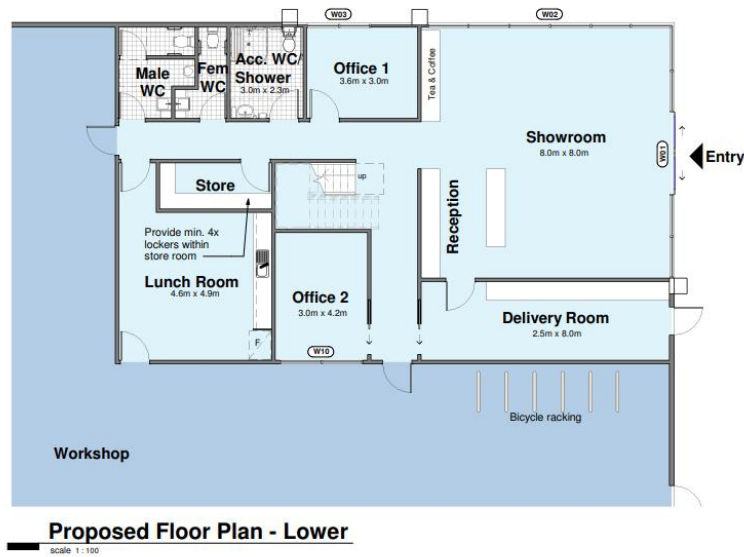 W03
W02
Male
WC
Fem
WC
Acc. WC/
Shower
3.0m x 2.3m
Office 1
3.6m x 3.0m
Tea & Coffee
Showroom
8.0m x 8.0m
W01
Entry
Store
up
Provide min. 4x
lockers within
store room
Reception
Lunch Room
4.6m x 4.9m
Office 2
3.0m x 4.2m
Delivery Room
2.5m x 8.0m
F
W10
Bicycle racking
Workshop
Proposed Floor Plan - Lower
scale 1 : 100